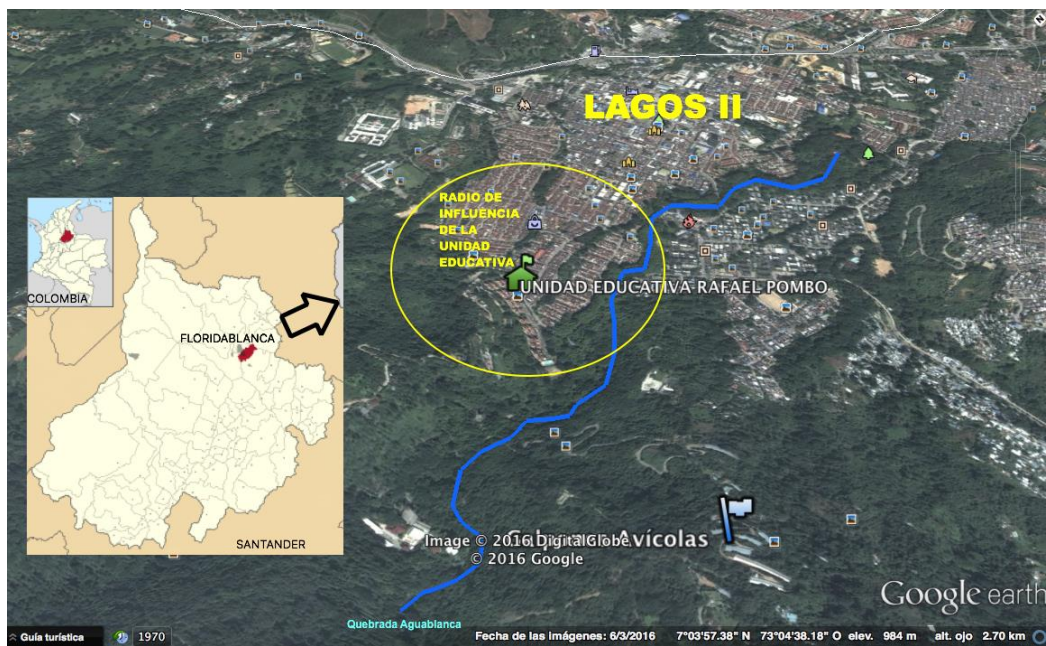 LAGOS II
RADIO DE
INFLUENCIA
DE LA
UNIDAD
EDUCATIVA
UNIDAD EDUCATIVA RAFAEL POMBO
COLOMBIA
FLORIDABLANCA
SANTANDER
Image © 2016 DigitalGlobe
© 2016 Google
Avícolas
Google earth
Quebrada Aguablanca
Guía turística
1970
Fecha de las imágenes: 6/3/2016 7°03'57.38" N 73°04'38.18" O elev. 984 m alt. ojo 2.70 km